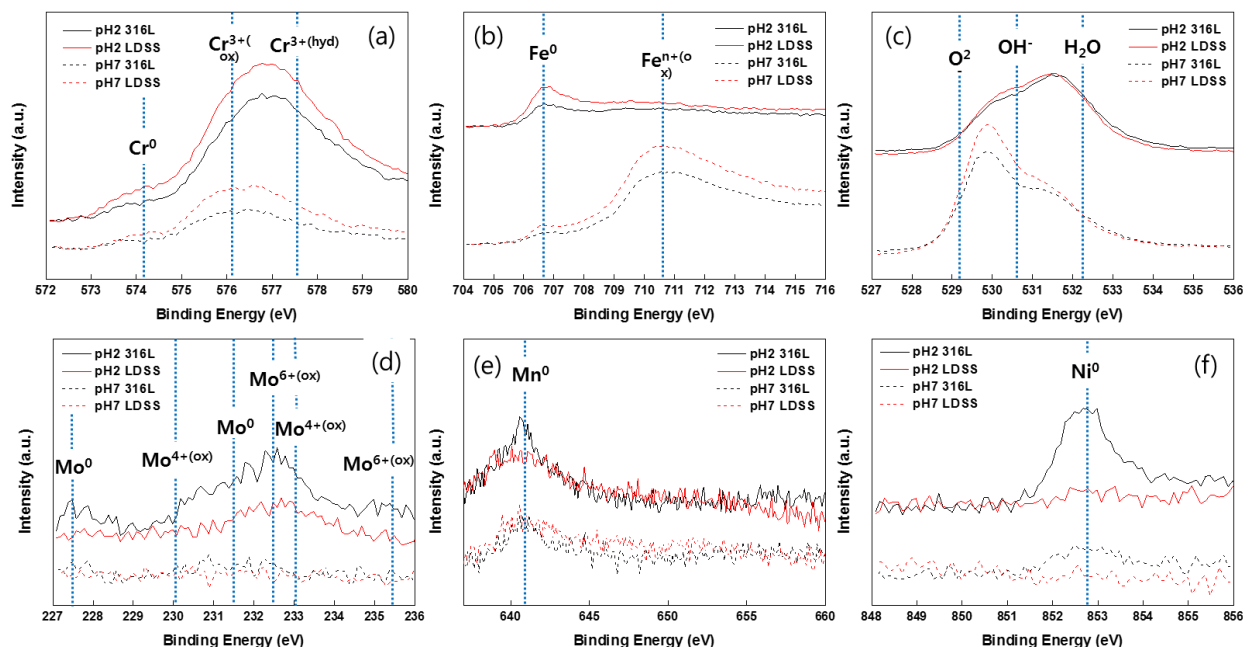 (a)
pH2 316L
pH2 LDSS
pH7 316L
pH7 LDSS
Cr0
Cr3+(
ox)
Cr3+(hyd)
Intensity (a.u.)
572 573 574 575 576 577 578 579 580
Binding Energy (eV)
(b)
pH2 316L
pH2 LDSS
pH7 316L
pH7 LDSS
Fe0
Fen+(o
x)
Intensity (a.u.)
704 705 706 707 708 709 710 711 712 713 714 715 716
Binding Energy (eV)
(c)
pH2 316L
pH2 LDSS
pH7 316L
pH7 LDSS
O2
-
OH-
H2O
Intensity (a.u.)
527 528 529 530 531 532 533 534 535 536
Binding Energy (eV)
(d)
pH2 316L
pH2 LDSS
pH7 316L
pH7 LDSS
Mo0
Mo4+(ox)
Mo0
Mo6+(ox)
Mo4+(ox)
Mo6+(ox)
Intensity (a.u.)
227 228 229 230 231 232 233 234 235 236
Binding Energy (eV)
(e)
pH2 316L
pH2 LDSS
pH7 316L
pH7 LDSS
Mn0
Intensity (a.u.)
640 645 650 655 660
Binding Energy (eV)
(f)
pH2 316L
pH2 LDSS
pH7 316L
pH7 LDSS
Ni0
Intensity (a.u.)
848 849 850 851 852 853 854 855 856
Binding Energy (eV)